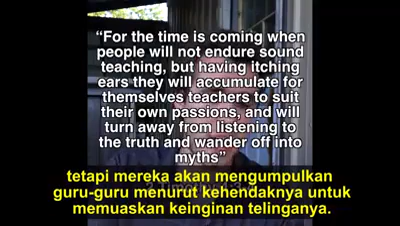 “For the time is coming when
people will not endure sound
teaching, but having itching
ears they will accumulate for
themselves teachers to suit
their own passions, and will
turn away from listening to
the truth and wander off into
myths”
tetapi mereka akan mengumpulkan
guru-guru menurut kehendaknya untuk
memuaskan keinginan telinganya.